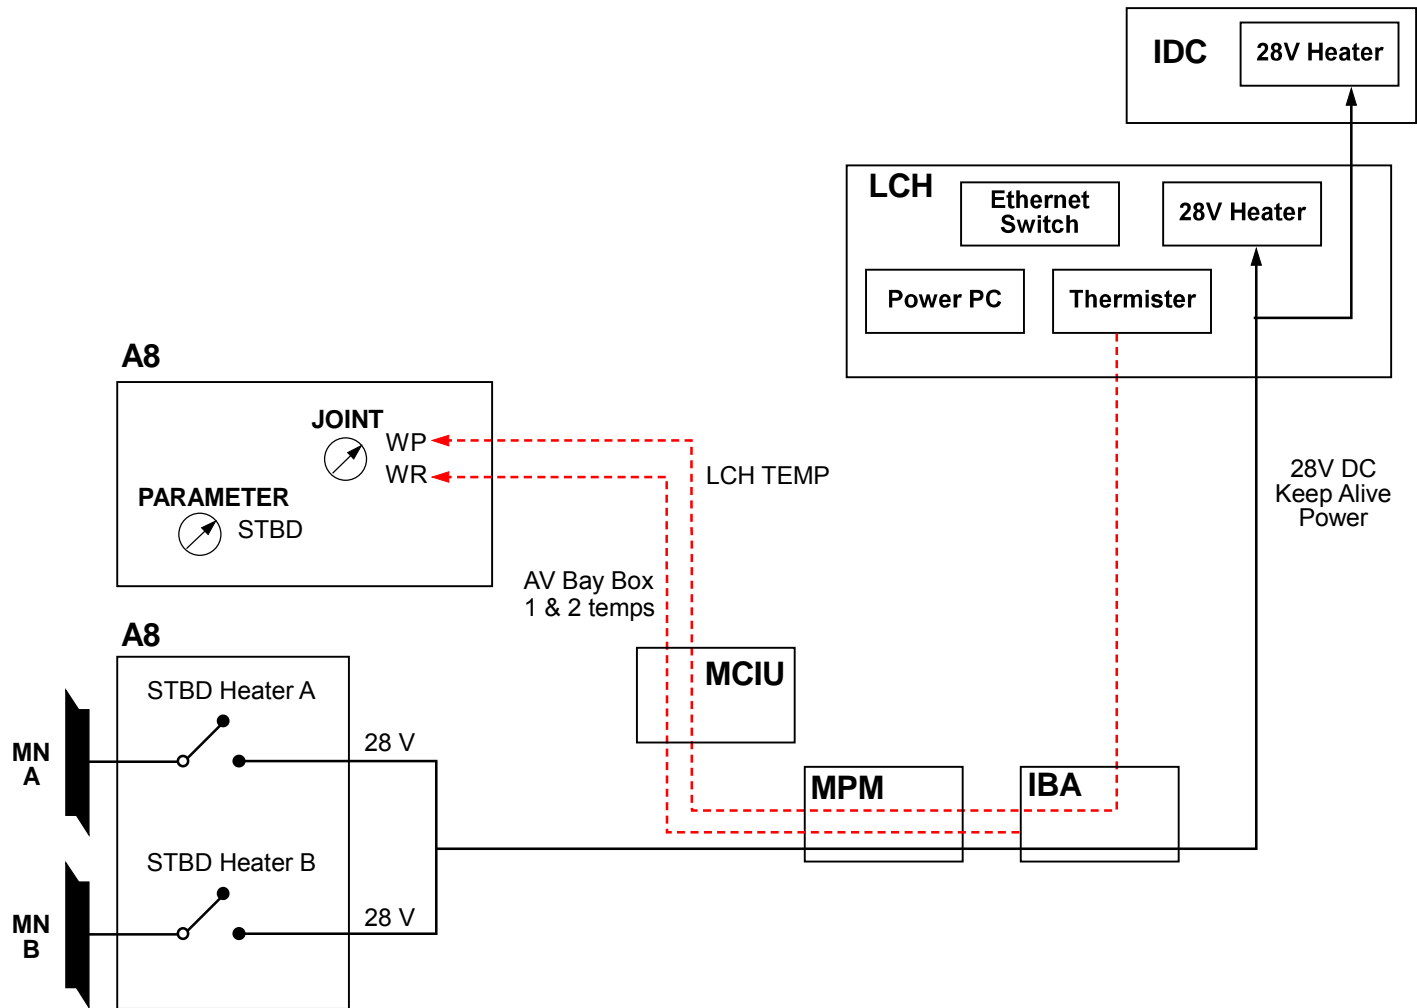 IDC
28V Heater
LCH
Ethernet
Switch
28V Heater
Power PC
Thermister
A8
JOINT
WP
WR
PARAMETER
STBD
LCH TEMP
28V DC
Keep Alive
Power
AV Bay Box
1 & 2 temps
A8
MCIU
STBD Heater A
MN
A
28 V
MPM
IBA
STBD Heater B
MN
B
28 V